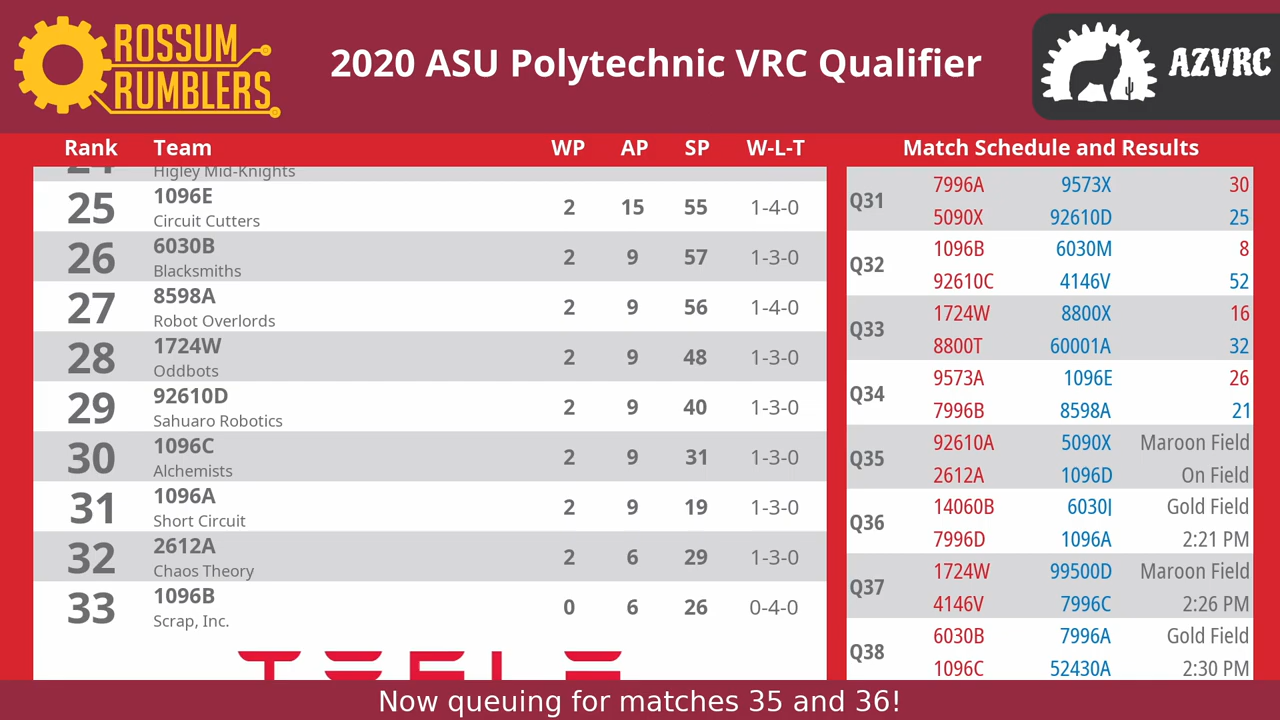 ROSSUM
RUMBLERS
2020 ASU Polytechnic VRC Qualifier
AZVRC
Rank Team WP AP SP W-L-T
Higley Mid-Knights
25 1096E 2 15 55 1-4-0
Circuit Cutters
26 6030B 2 9 57 1-3-0
Blacksmiths
27 8598A 2 9 56 1-4-0
Robot Overlords
28 1724W 2 9 48 1-3-0
Oddbots
29 92610D 2 9 40 1-3-0
Sahuaro Robotics
30 1096C 2 9 31 1-3-0
Alchemists
31 1096A 2 9 19 1-3-0
Short Circuit
32 2612A 2 6 29 1-3-0
Chaos Theory
33 1096B 0 6 26 0-4-0
Scrap, Inc.
Match Schedule and Results
Q31 7996A 9573X 30
5090X 92610D 25
Q32 1096B 6030M 8
92610C 4146V 52
Q33 1724W 8800X 16
8800T 60001A 32
Q34 9573A 1096E 26
7996B 8598A 21
Q35 92610A 5090X Maroon Field
2612A 1096D On Field
Q36 14060B 6030J Gold Field
7996D 1096A 2:21 PM
Q37 1724W 99500D Maroon Field
4146V 7996C 2:26 PM
Q38 6030B 7996A Gold Field
1096C 52430A 2:30 PM
Now queuing for matches 35 and 36!